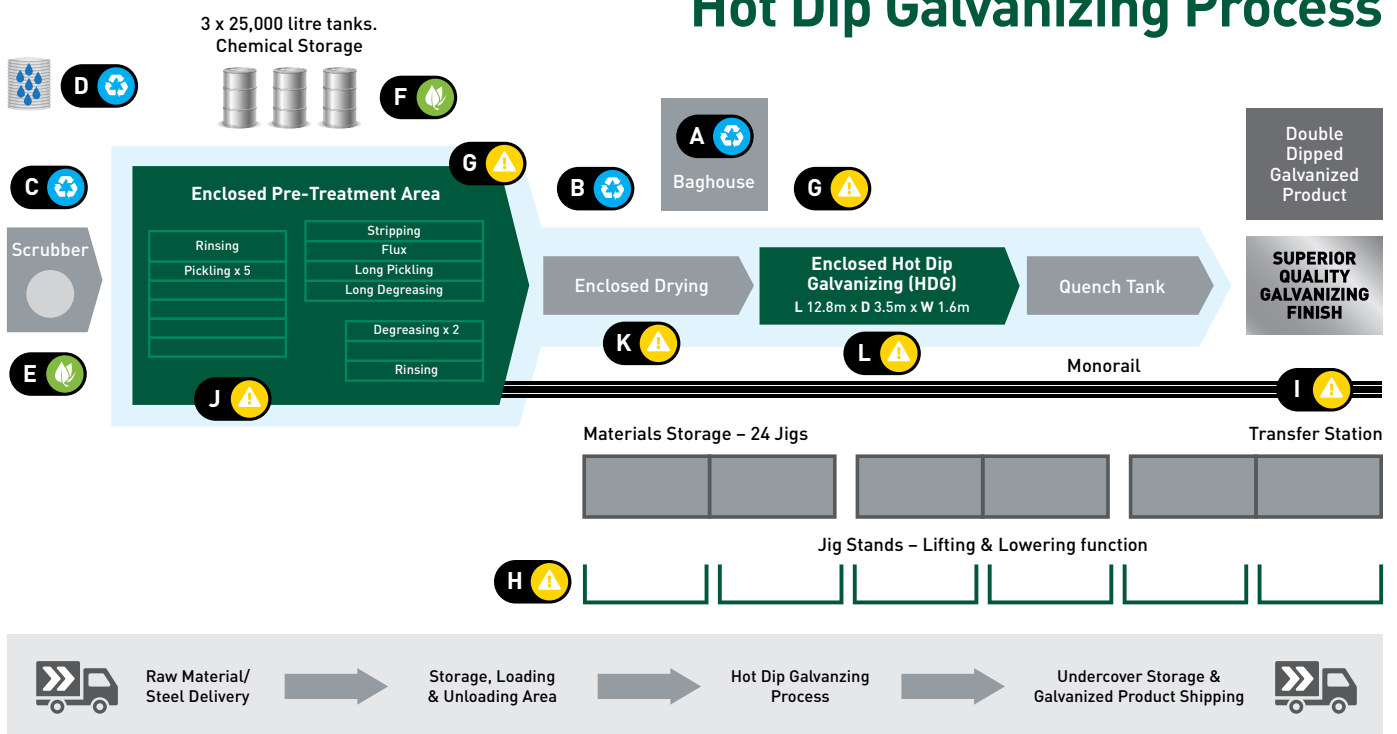 Hot Dip Galvanizing Process
3 x 25,000 litre tanks.
Chemical Storage
D
F
A
Baghouse
Double
Dipped
Galvanized
Product
C
G
B
G
Enclosed Pre-Treatment Area
Scrubber
Rinsing
Pickling x 5
Stripping
Flux
Long Pickling
Long Degreasing
Degreasing x 2
Rinsing
Enclosed Drying
Enclosed Hot Dip
Galvanizing (HDG)
L 12.8m x D 3.5m x W 1.6m
Quench Tank
SUPERIOR
QUALITY
GALVANIZING
FINISH
E
K
L
J
Monorail
I
Materials Storage – 24 Jigs
Transfer Station
Jig Stands – Lifting & Lowering function
H
Raw Material/
Steel Delivery
Storage, Loading
& Unloading Area
Hot Dip Galvanzing
Process
Undercover Storage &
Galvanized Product Shipping